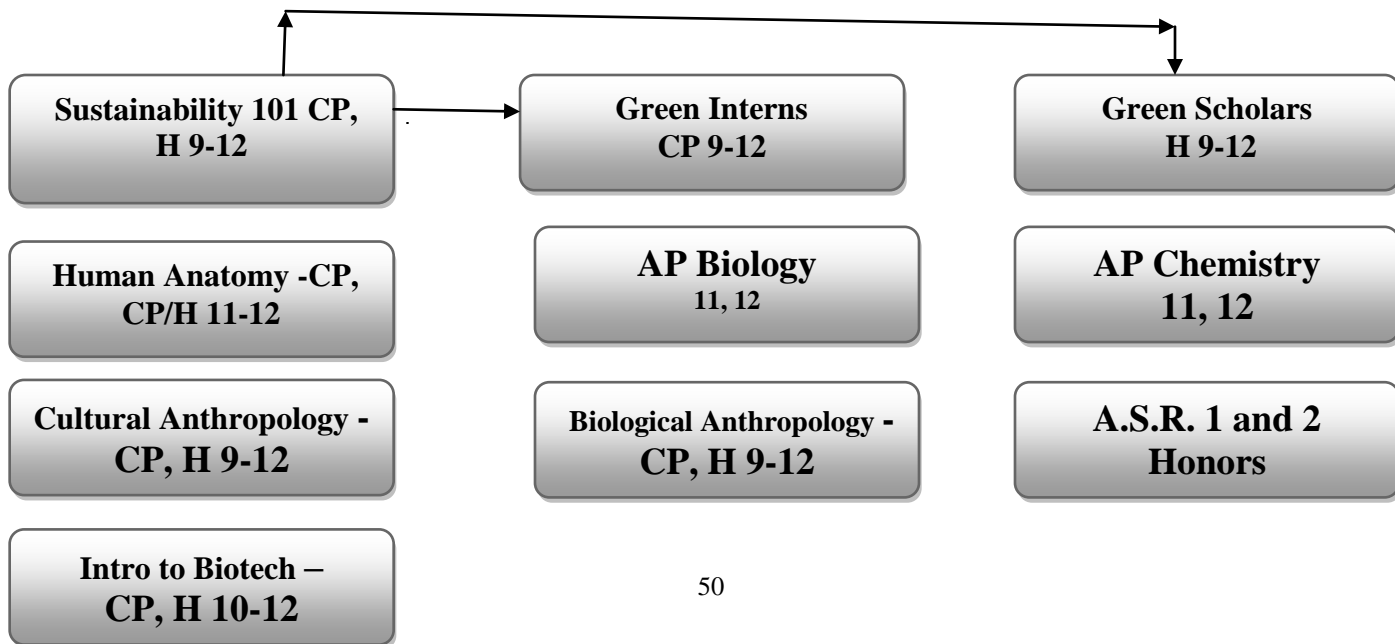 Sustainability 101 CP,
H 9-12
Green Interns
CP 9-12
Green Scholars
H 9-12
Human Anatomy -CP,
CP/H 11-12
AP Biology
11, 12
AP Chemistry
11, 12
Cultural Anthropology -
CP, H 9-12
Biological Anthropology -
CP, H 9-12
A.S.R. 1 and 2
Honors
Intro to Biotech –
CP, H 10-12
50